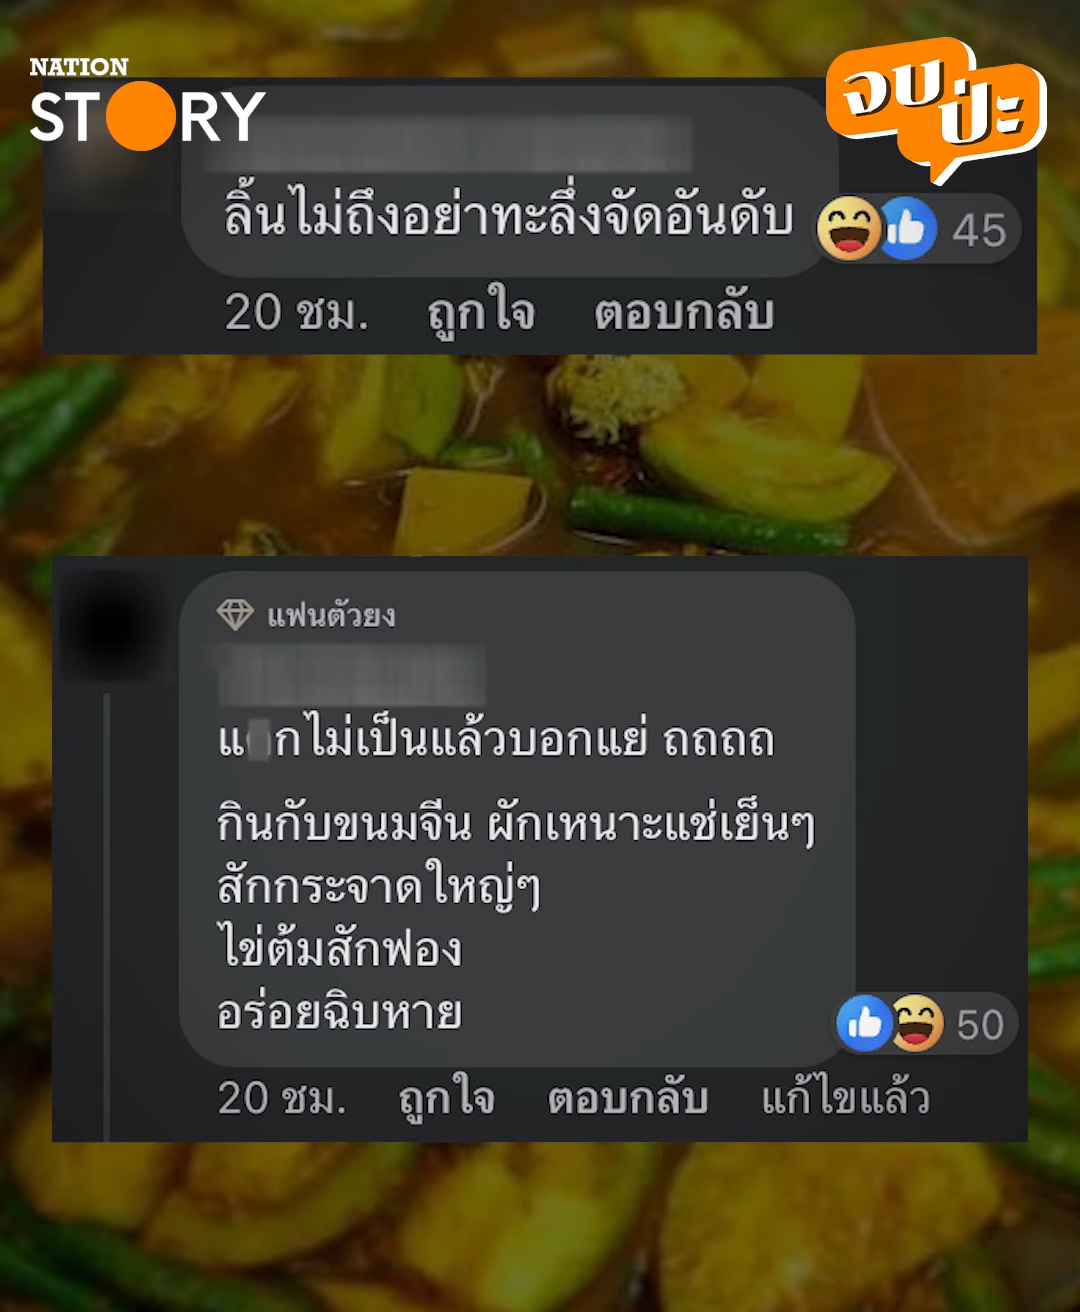 NATION
STORY
จบป่ะ
ลิ้นไม่ถึงอย่าทะลึ่งจัดอันดับ
45
20 ชม. ถูกใจ ตอบกลับ
แฟนตัวยง
ไม่เป็นแล้วบอกแย่ ถถถถ
กินกับขนมจีน ผักเหนาะแช่เย็นๆ
สักกระจาดใหญ่ๆ
ไข่ต้มสักฟอง
อร่อยฉิบหาย
50
20 ชม. ถูกใจ ตอบกลับ แก้ไขแล้ว